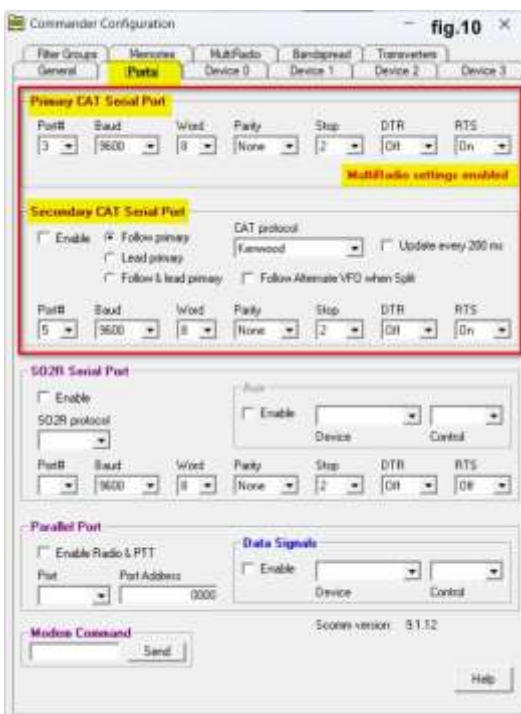 Commander Configuration
fig.10
Filter Groups Memories MultiRadio Bandspread Transverters
General Ports Device 0 Device 1 Device 2 Device 3
Primary CAT Serial Port
Port# Baud Word Parity Stop DTR RTS
3 9600 8 None 2 Off On
MultiRadio settings enabled
Secondary CAT Serial Port
Enable Follow primary CAT protocol
Kenwood Update every 200 ms
Lead primary
Follow & lead primary Follow Alternate VFO when Split
Port# Baud Word Parity Stop DTR RTS
5 9600 8 None 2 Off On
SO2R Serial Port
Enable Aux
SO2R protocol Enable
Device Control
Port# Baud Word Parity Stop DTR RTS
9600 8 None 2 Off Off
Parallel Port
Enable Radio & PTT Data Signals
Port Port Address Enable
0000 Device Control
Modem Command Scomm version: 9.1.12
Send
Help